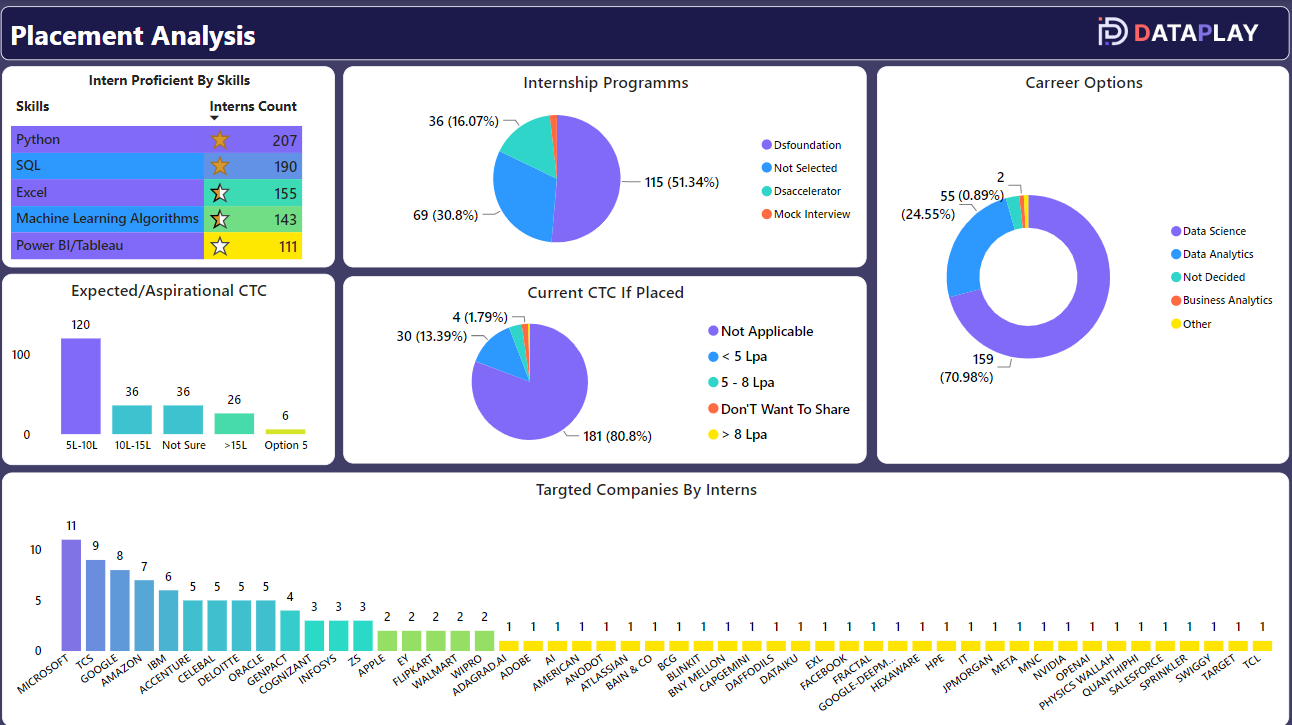 Placement Analysis
DATAPLAY
Intern Proficient By Skills
Skills Interns Count
Python 207
SQL 190
Excel 155
Machine Learning Algorithms 143
Power BI/Tableau 111
Internship Programms
36 (16.07%)
69 (30.8%)
115 (51.34%)
Dsfoundation
Not Selected
Dsaccelerator
Mock Interview
Carreer Options
2
(0.89%)
55
(24.55%)
159
(70.98%)
Data Science
Data Analytics
Not Decided
Business Analytics
Other
Expected/Aspirational CTC
100
0
120
36
36
26
6
5L-10L
10L-15L
Not Sure
>15L
Option 5
Current CTC If Placed
4 (1.79%)
30 (13.39%)
181 (80.8%)
Not Applicable
< 5 Lpa
5 - 8 Lpa
Don'T Want To Share
> 8 Lpa
Targted Companies By Interns
10
5
0
11 9 8 7 6 5 5 5 5 4 3 3 3 2 2 2 2 2 1 1 1 1 1 1 1 1 1 1 1 1 1 1 1 1 1 1 1 1 1 1 1 1 1 1 1 1 1 1 1 1
MICROSOFT
TCS
GOOGLE
AMAZON
IBM
ACCENTURE
CELEBAL
DELOITTE
ORACLE
GENPACT
COGNIZANT
INFOSYS
ZS
APPLE
EY
FLIPKART
WALMART
WIPRO
ADAGRAD.AI
ADOBE
AI
AMERICAN
ANODOT
ATLASSIAN
BAIN & CO
BCG
BLINKIT
BNY MELLON
CAPGEMINI
DAFFODILS
DATAIKU
EXL
FACEBOOK
FRACTAL
GOOGLE-DEEPM...
HEXAWARE
HPE
IT
JPMORGAN
META
MNC
NVIDIA
OPENAI
PHYSICS WALLAH
QUANTIPHI
SALESFORCE
SPRINKLER
SWIGGY
TARGET
TCL